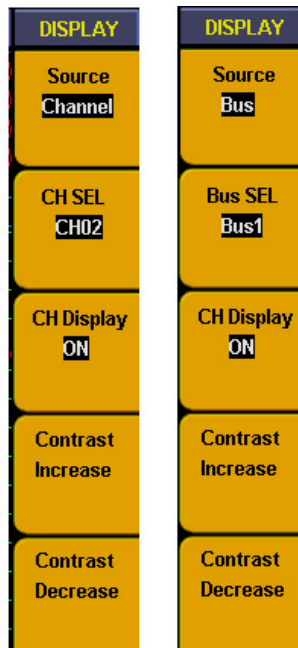 DISPLAY
Source
Channel
CH SEL
CH02
CH Display
ON
Contrast
Increase
Contrast
Decrease
DISPLAY
Source
Bus
Bus SEL
Bus1
CH Display
ON
Contrast
Increase
Contrast
Decrease